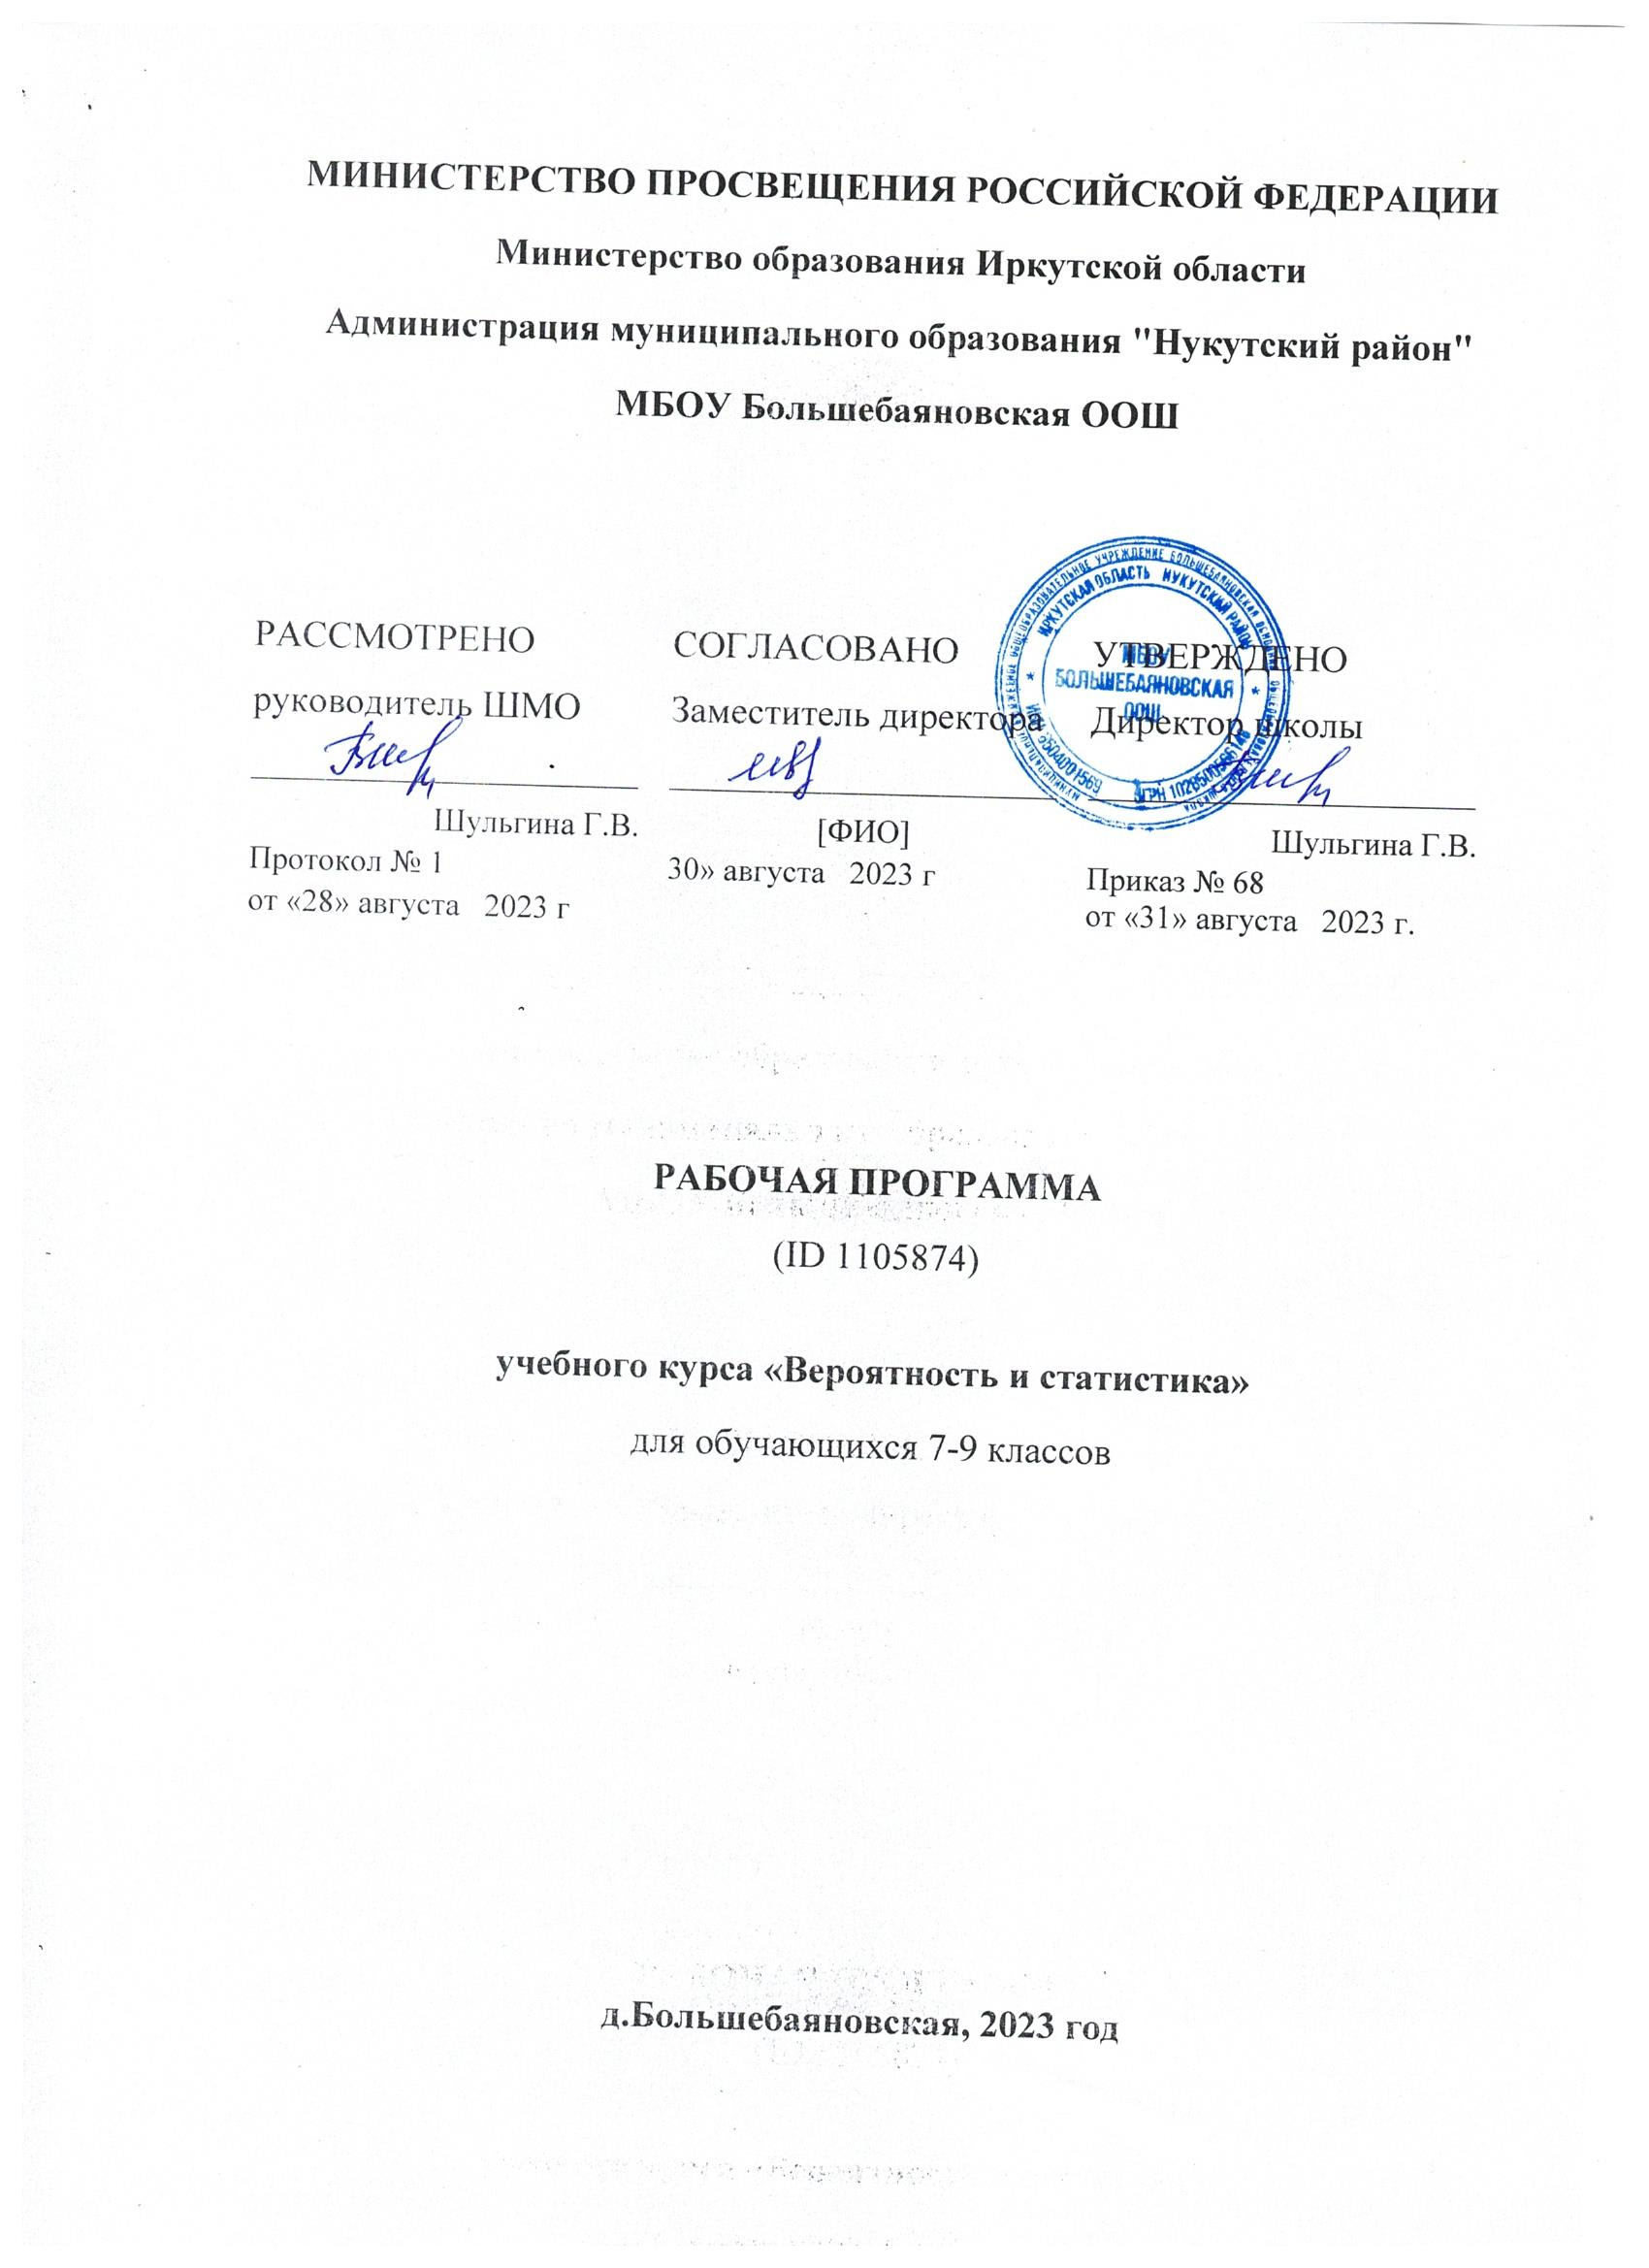 МИНИСТЕРСТВО ПРОСВЕЩЕНИЯ РОССИЙСКОЙ ФЕДЕРАЦИИ
Министерство образования Иркутской области
Администрация муниципального образования "Нукутский район"
МБОУ Большебаяновская ООШ
РАССМОТРЕНО
руководитель ШМО
Шульгина Г.В.
Протокол № 1
от «28» августа 2023 г
СОГЛАСОВАНО
Заместитель директора
[ФИО]
30» августа 2023 г
УТВЕРЖДЕНО
Директор школы
Шульгина Г.В.
Приказ № 68
от «31» августа 2023 г.
ИРКУТСКАЯ ОБЛАСТЬ НУКУТСКИЙ РАЙОН
МБОУ
БОЛЬШЕБАЯНОВСКАЯ
ООШ
РАБОЧАЯ ПРОГРАММА
(ID 1105874)
учебного курса «Вероятность и статистика»
для обучающихся 7-9 классов
д.Большебаяновская, 2023 год